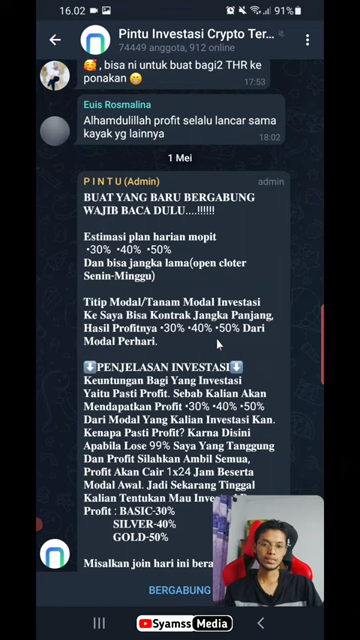 16.02
91%
Pintu Investasi Crypto Ter...
74449 anggota, 912 online
🥰, bisa ni untuk buat bagi2 THR ke
ponakan 😁
17:53
Euis Rosmalina
Alhamdulillah profit selalu lancar sama
kayak yg lainnya
18:02
1 Mei
P I N T U (Admin)
admin
BUAT YANG BARU BERGABUNG
WAJIB BACA DULU....!!!!!!
Estimasi plan harian mopit
•30% •40% •50%
Dan bisa jangka lama(open cloter
Senin-Minggu)
Titip Modal/Tanam Modal Investasi
Ke Saya Bisa Kontrak Jangka Panjang,
Hasil Profitnya •30% •40% •50% Dari
Modal Perhari.
⬇️PENJELASAN INVESTASI⬇️
Keuntungan Bagi Yang Investasi
Yaitu Pasti Profit. Sebab Kalian Akan
Mendapatkan Profit •30% •40% •50%
Dari Modal Yang Kalian Investasi Kan.
Kenapa Pasti Profit? Karna Disini
Apabila Lose 99% Saya Yang Tanggung
Dan Profit Silahkan Ambil Semua,
Profit Akan Cair 1x24 Jam Beserta
Modal Awal. Jadi Sekarang Tinggal
Kalian Tentukan Mau
Profit : BASIC-30%
SILVER-40%
GOLD-50%
Misalkan join hari ini
BERGABUNG
Syamss Media